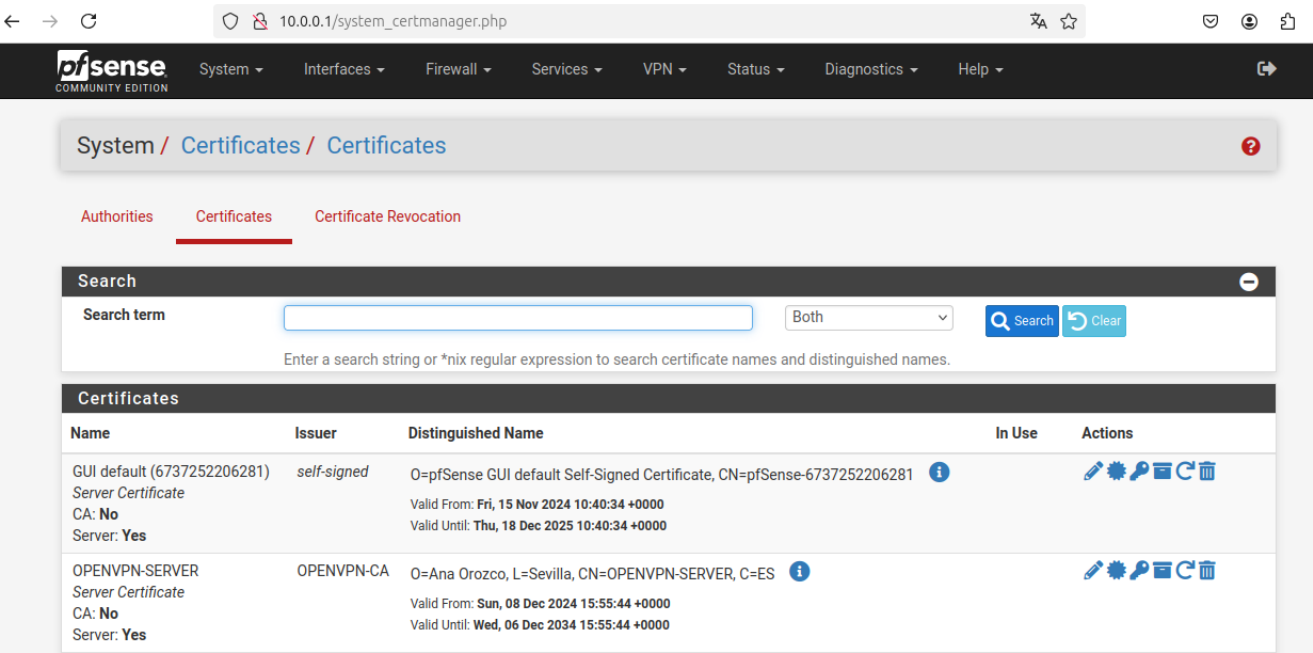 10.0.0.1/system_certmanager.php
pfsense
COMMUNITY EDITION
System Interfaces Firewall Services VPN Status Diagnostics Help
System / Certificates / Certificates
Authorities Certificates Certificate Revocation
Search
Search term Both Search Clear
Enter a search string or *nix regular expression to search certificate names and distinguished names.
Certificates
Name Issuer Distinguished Name In Use Actions
GUI default (6737252206281) self-signed O=pfSense GUI default Self-Signed Certificate, CN=pfSense-6737252206281
Server Certificate
Valid From: Fri, 15 Nov 2024 10:40:34 +0000
CA: No
Valid Until: Thu, 18 Dec 2025 10:40:34 +0000
Server: Yes
OPENVPN-SERVER OPENVPN-CA O=Ana Orozco, L=Sevilla, CN=OPENVPN-SERVER, C=ES
Server Certificate
Valid From: Sun, 08 Dec 2024 15:55:44 +0000
CA: No
Valid Until: Wed, 06 Dec 2034 15:55:44 +0000
Server: Yes